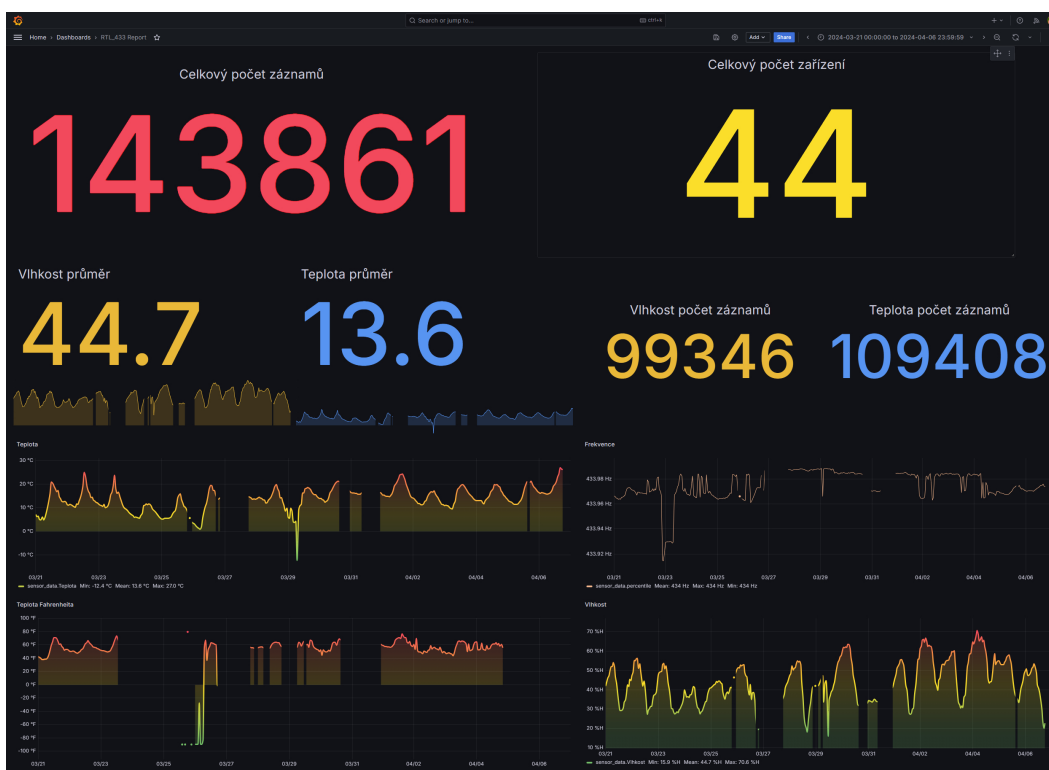 Search or jump to...
ctrl+k
Home › Dashboards › RTL_433 Report
Add
Share
2024-03-21 00:00:00 to 2024-04-06 23:59:59
Celkový počet záznamů
143861
Celkový počet zařízení
44
Vlhkost průměr
44.7
Teplota průměr
13.6
Vlhkost počet záznamů
99346
Teplota počet záznamů
109408
Teplota
30 °C
20 °C
10 °C
0 °C
-10 °C
03/21 03/23 03/25 03/27 03/29 03/31 04/02 04/04 04/06
sensor_data.Teplota Min: -12.4 °C Mean: 13.6 °C Max: 27.0 °C
Frekvence
433.98 Hz
433.96 Hz
433.94 Hz
433.92 Hz
03/21 03/23 03/25 03/27 03/29 03/31 04/02 04/04 04/06
sensor_data.percentile Mean: 434 Hz Max: 434 Hz Min: 434 Hz
Teplota Fahrenheita
100 °F
80 °F
60 °F
40 °F
20 °F
0 °F
-20 °F
-40 °F
-60 °F
-80 °F
-100 °F
03/21 03/23 03/25 03/27 03/29 03/31 04/02 04/04 04/06
Vlhkost
70 %H
60 %H
50 %H
40 %H
30 %H
20 %H
10 %H
03/21 03/23 03/25 03/27 03/29 03/31 04/02 04/04 04/06
sensor_data.Vlhkost Min: 15.9 %H Mean: 44.7 %H Max: 70.6 %H